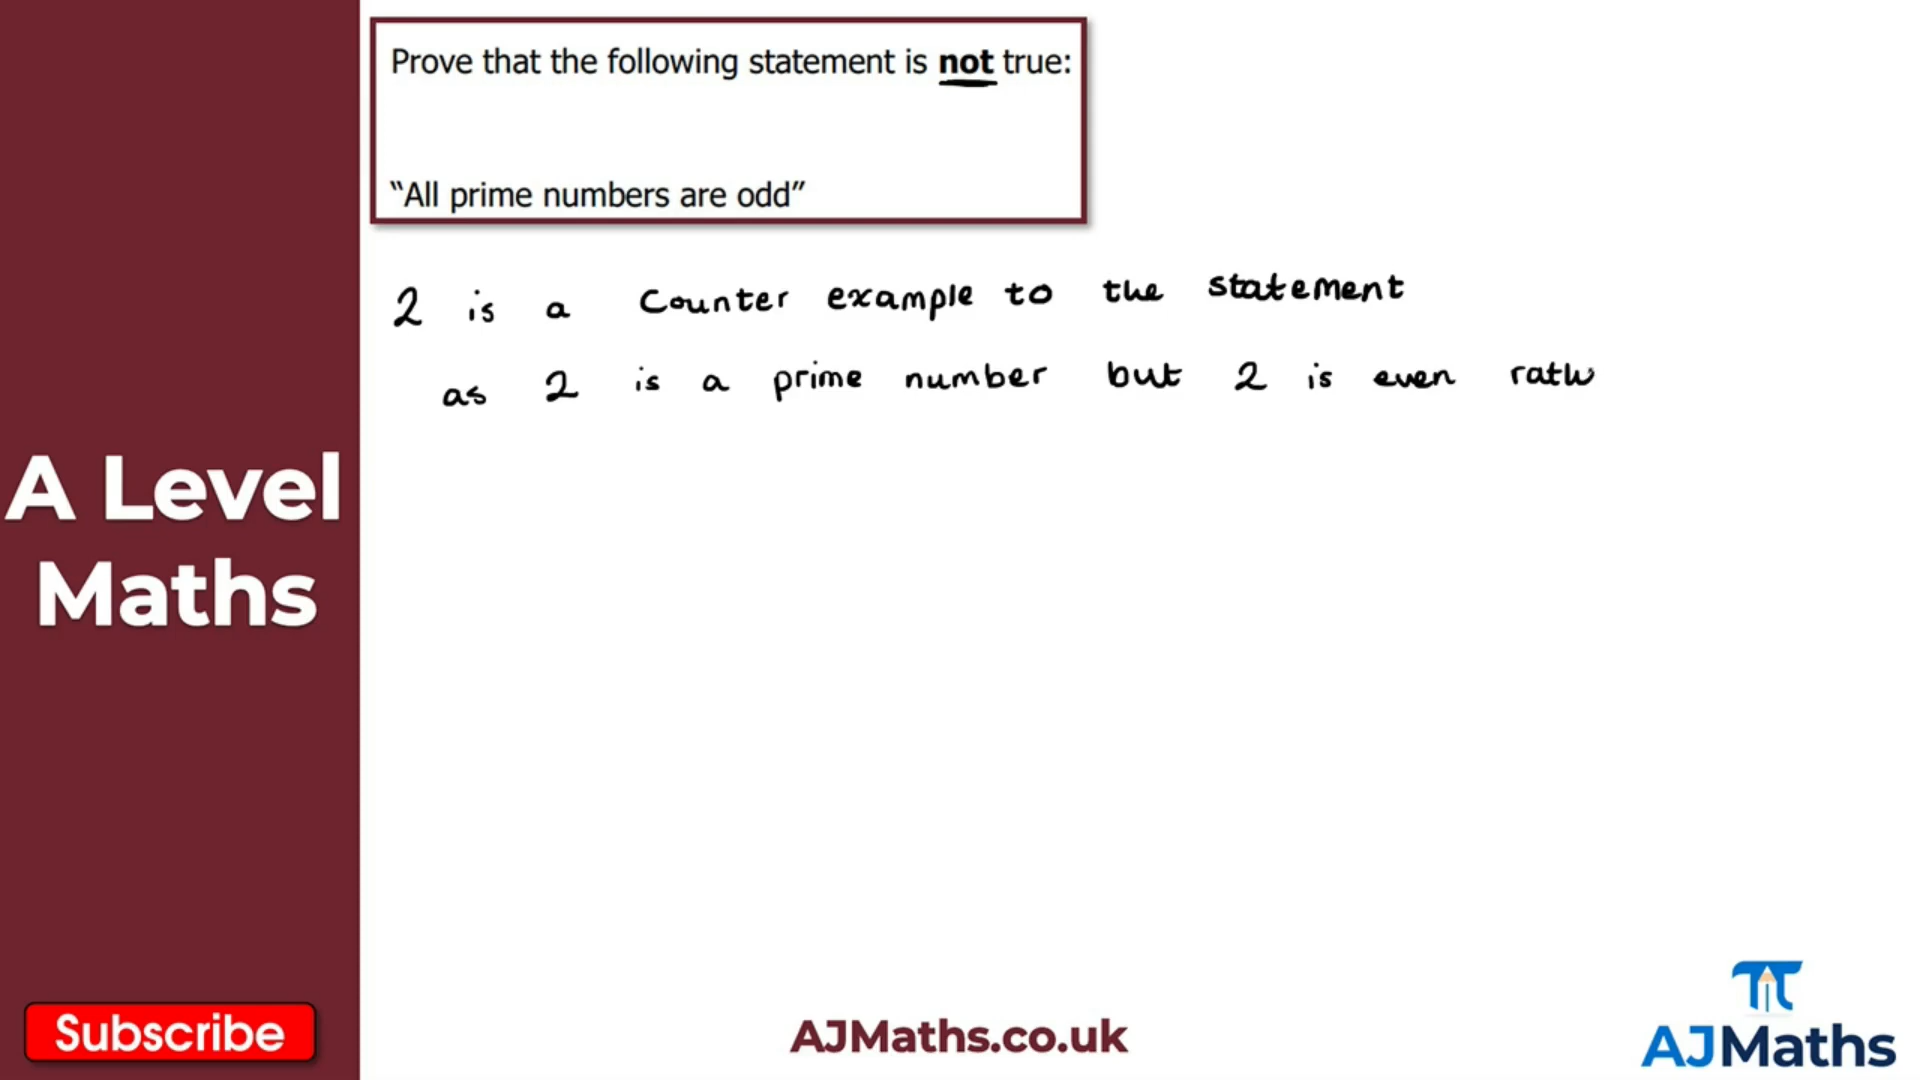 Prove that the following statement is not true:
“All prime numbers are odd”
2 is a counter example to the statement
as 2 is a prime number but 2 is even
A Level
Maths
Subscribe
AJMaths.co.uk
AJMaths